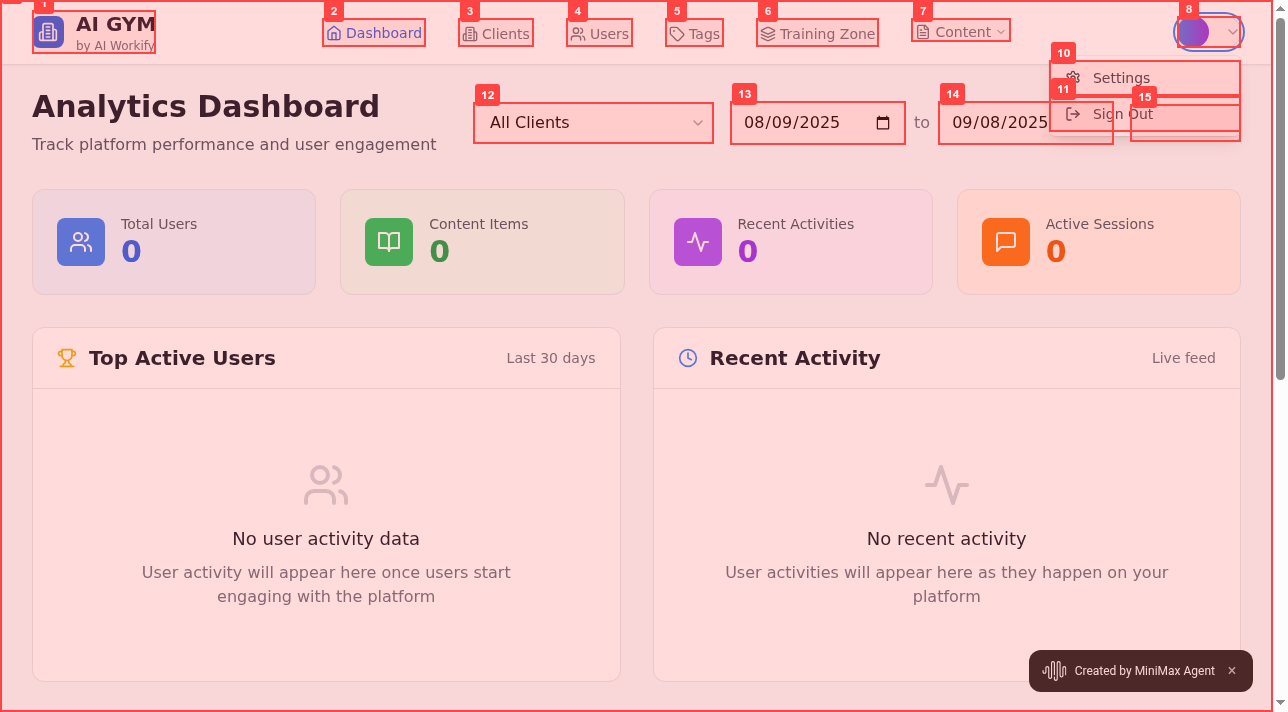 1
AI GYM
by AI Workify
2
Dashboard
3
Clients
4
Users
5
Tags
6
Training Zone
7
Content
8
10
Settings
11
Sign Out
15
Analytics Dashboard
Track platform performance and user engagement
12
All Clients
13
08/09/2025
to
14
09/08/2025
Total Users
0
Content Items
0
Recent Activities
0
Active Sessions
0
Top Active Users
Last 30 days
No user activity data
User activity will appear here once users start
engaging with the platform
Recent Activity
Live feed
No recent activity
User activities will appear here as they happen on your
platform
Created by MiniMax Agent ×